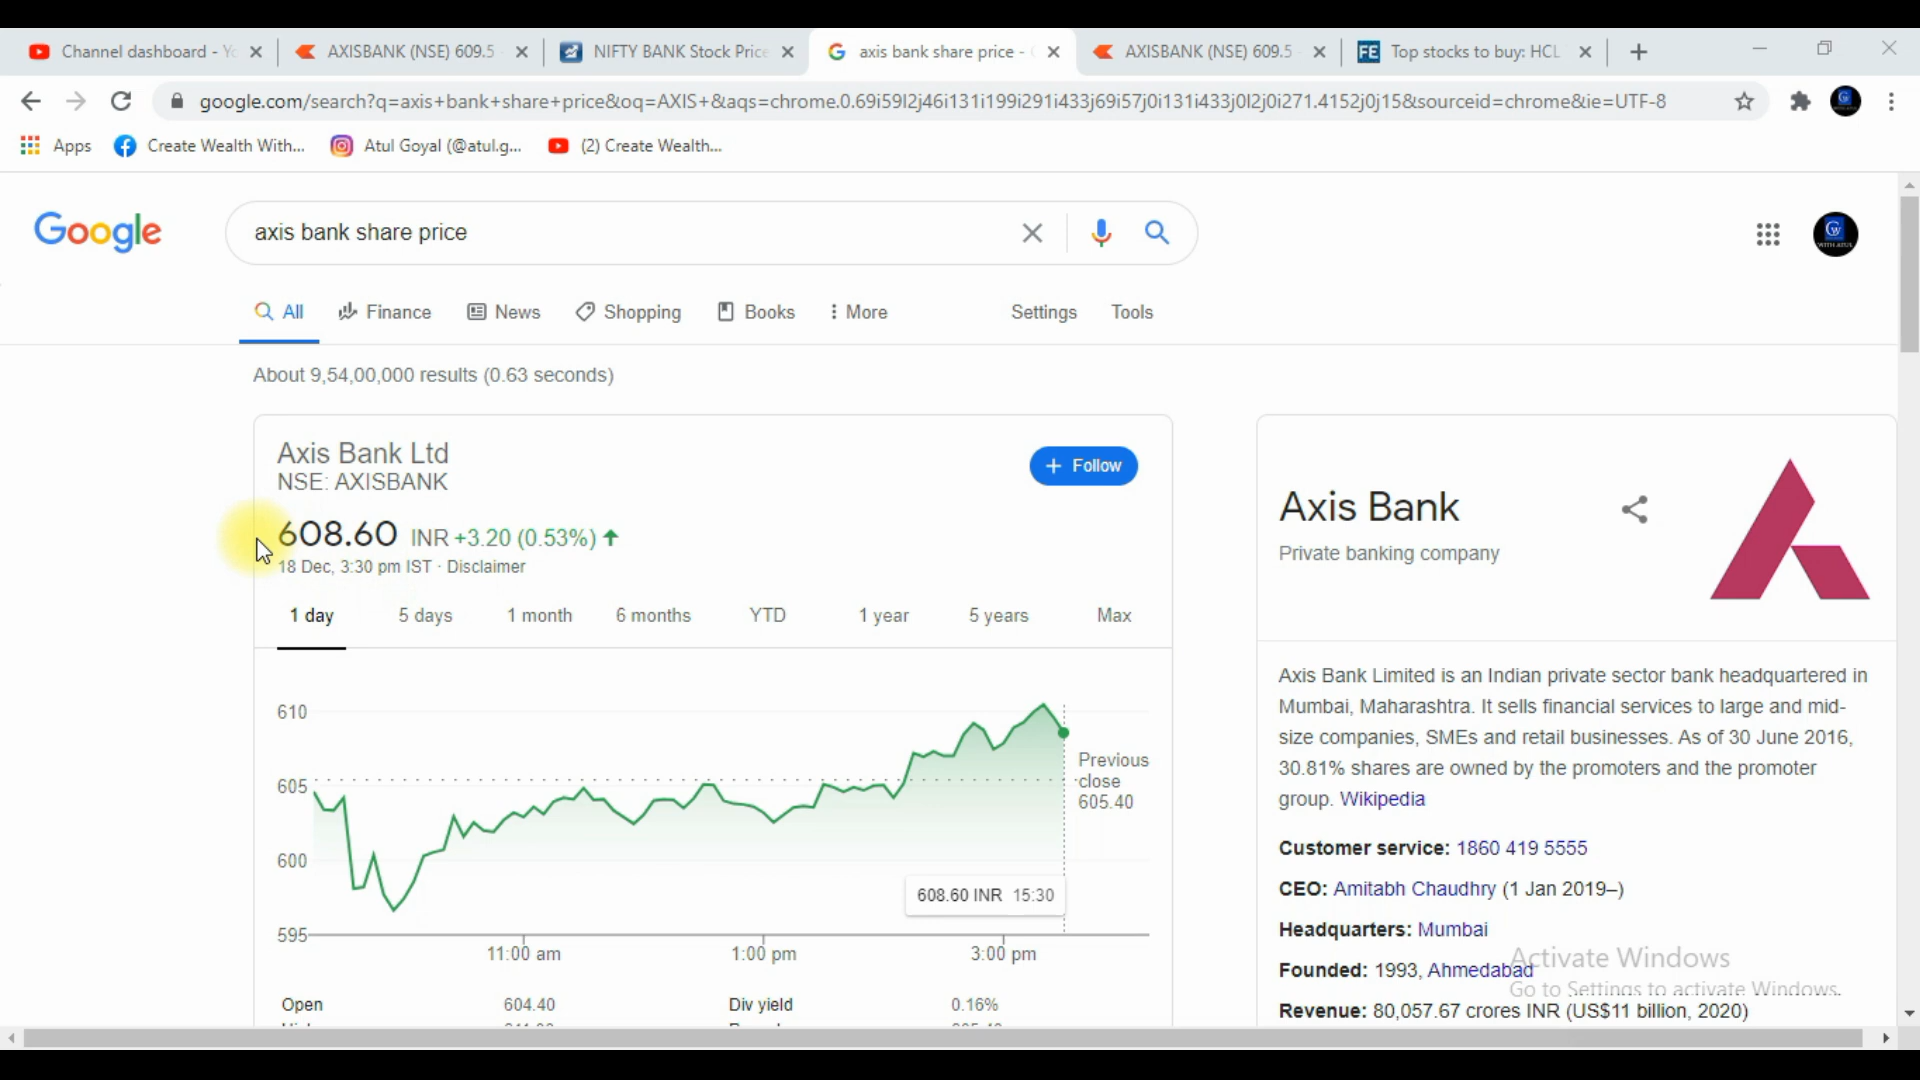 Channel dashboard - Yo
AXISBANK (NSE) 609.5
NIFTY BANK Stock Price
axis bank share price -
AXISBANK (NSE) 609.5
FE Top stocks to buy: HCL
google.com/search?q=axis+bank+share+price&oq=AXIS+&aqs=chrome.0.69i59l2j46i131i199i291i433j69i57j0i131i433j0l2j0i271.4152j0j15&sourceid=chrome&ie=UTF-8
Apps
Create Wealth With...
Atul Goyal (@atul.g...
(2) Create Wealth...
Google
axis bank share price
All
Finance
News
Shopping
Books
More
Settings
Tools
About 9,54,00,000 results (0.63 seconds)
Axis Bank Ltd
NSE: AXISBANK
+ Follow
608.60 INR +3.20 (0.53%)
18 Dec, 3:30 pm IST · Disclaimer
1 day
5 days
1 month
6 months
YTD
1 year
5 years
Max
610
605
600
595
Previous
close
605.40
608.60 INR 15:30
11:00 am
1:00 pm
3:00 pm
Open 604.40
Div yield 0.16%
Axis Bank
Private banking company
Axis Bank Limited is an Indian private sector bank headquartered in
Mumbai, Maharashtra. It sells financial services to large and mid-
size companies, SMEs and retail businesses. As of 30 June 2016,
30.81% shares are owned by the promoters and the promoter
group. Wikipedia
Customer service: 1860 419 5555
CEO: Amitabh Chaudhry (1 Jan 2019–)
Headquarters: Mumbai
Founded: 1993, Ahmedabad
Revenue: 80,057.67 crores INR (US$11 billion, 2020)
Activate Windows
Go to Settings to activate Windows.